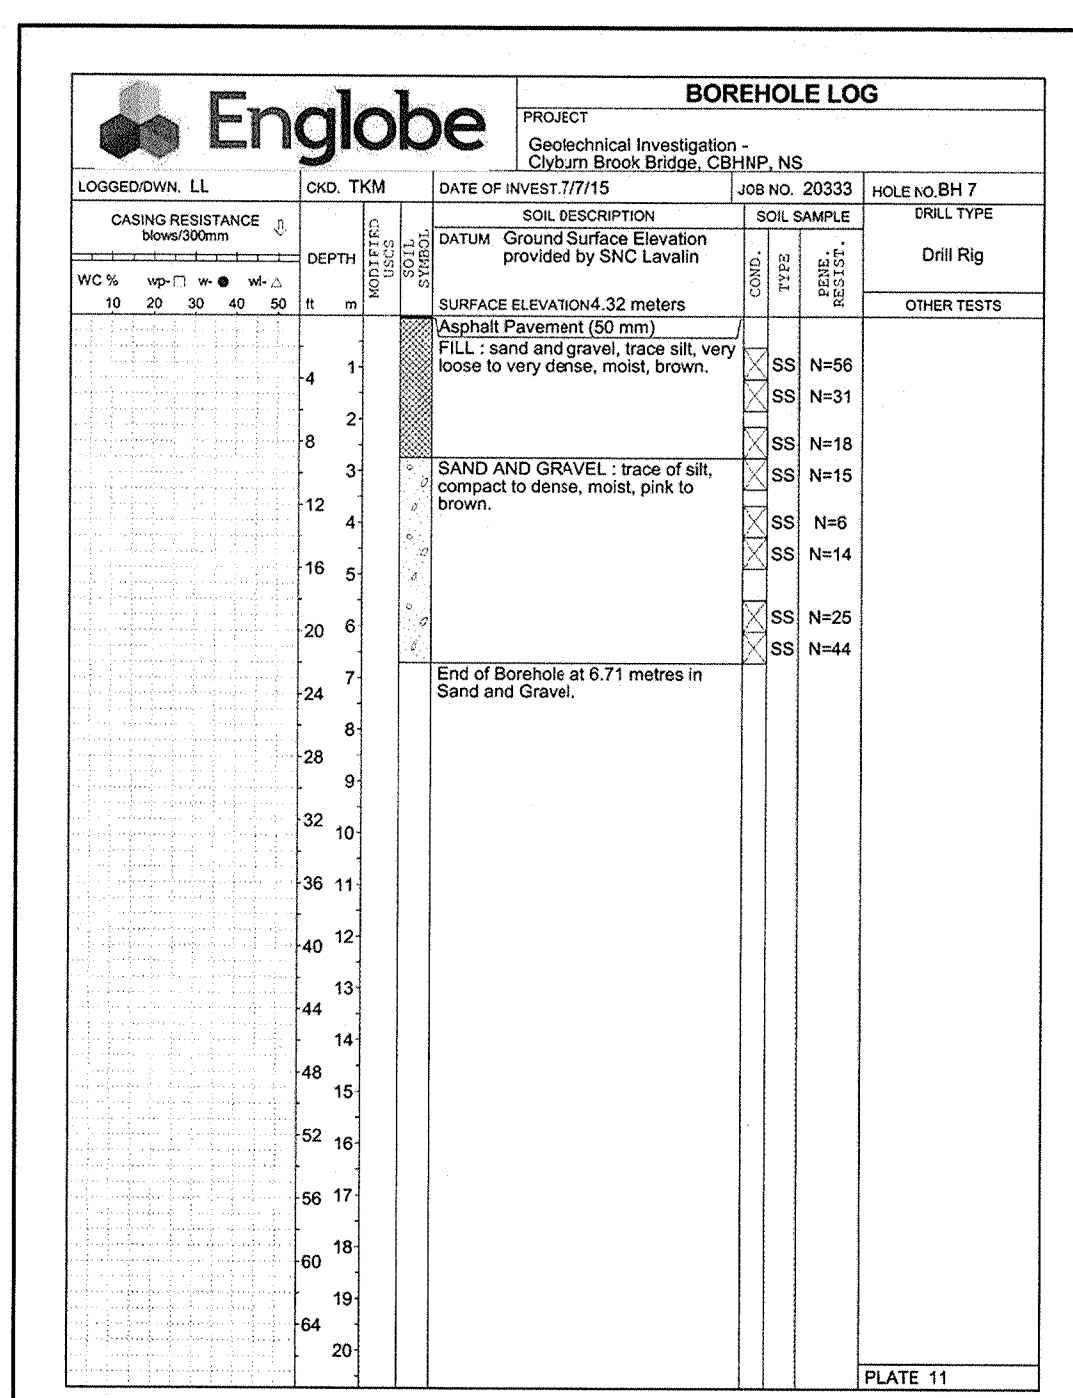 Englobe
BOREHOLE LOG
PROJECT
Geotechnical Investigation -
Clyburn Brook Bridge, CBHNP, NS
LOGGED/DWN. LL
CKD. TKM
DATE OF INVEST.7/7/15
JOB NO. 20333
HOLE NO.BH 7
CASING RESISTANCE
blows/300mm
WC % wp-□ w-● wl-△
10 20 30 40 50
DEPTH
ft m
MODIFIED
USCS
SOIL
SYMBOL
SOIL DESCRIPTION
DATUM Ground Surface Elevation
provided by SNC Lavalin
SURFACE ELEVATION4.32 meters
SOIL SAMPLE
COND.
TYPE
PENE.
RESIST.
DRILL TYPE
Drill Rig
OTHER TESTS
Asphalt Pavement (50 mm)
FILL : sand and gravel, trace silt, very
loose to very dense, moist, brown.
1
SS N=56
4
SS N=31
2
8
SS N=18
SAND AND GRAVEL : trace of silt,
compact to dense, moist, pink to
brown.
3
SS N=15
12
4
SS N=6
SS N=14
16
5
SS N=25
20 6
SS N=44
End of Borehole at 6.71 metres in
Sand and Gravel.
7
24
8
28
9
32
10
36 11
40 12
13
44
14
48
15
52
16
56 17
18
60
19
64
20
PLATE 11